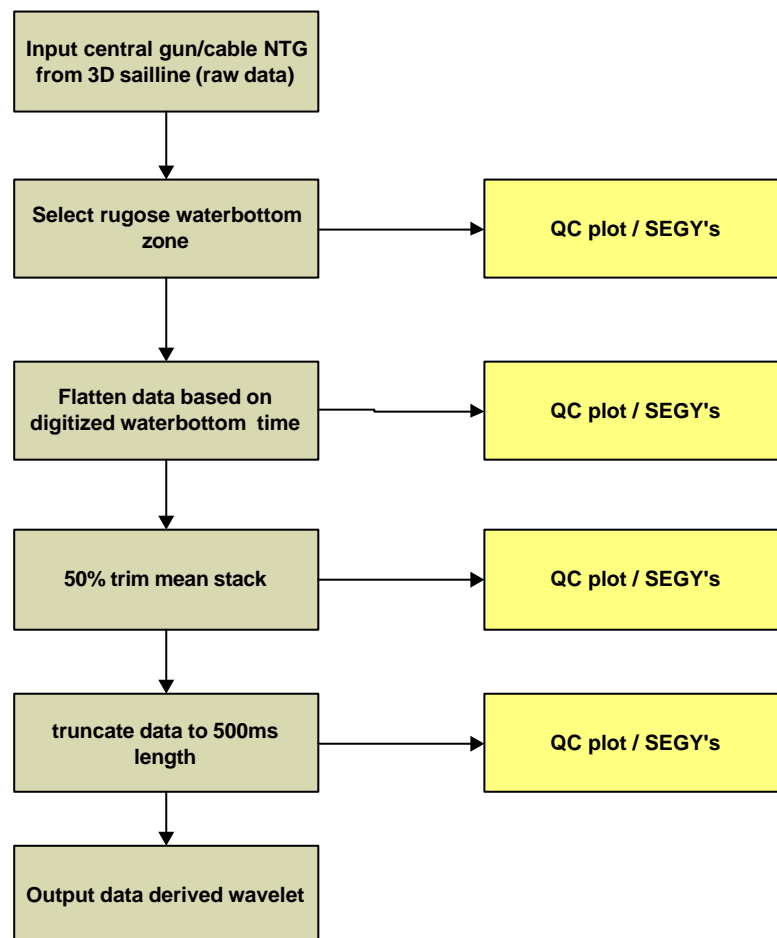 Input central gun/cable NTG
from 3D sailline (raw data)
Select rugose waterbottom
zone
QC plot / SEGY's
Flatten data based on
digitized waterbottom  time
QC plot / SEGY's
50% trim mean stack
QC plot / SEGY's
truncate data to 500ms
length
QC plot / SEGY's
Output data derived wavelet